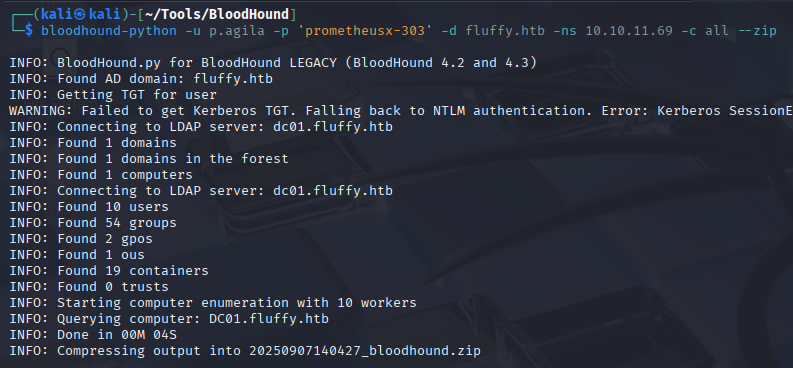 ┌──(kali㉿kali)-[~/Tools/BloodHound]
└─$ bloodhound-python -u p.agila -p 'prometheusx-303' -d fluffy.htb -ns 10.10.11.69 -c all --zip
INFO: BloodHound.py for BloodHound LEGACY (BloodHound 4.2 and 4.3)
INFO: Found AD domain: fluffy.htb
INFO: Getting TGT for user
WARNING: Failed to get Kerberos TGT. Falling back to NTLM authentication. Error: Kerberos SessionE
INFO: Connecting to LDAP server: dc01.fluffy.htb
INFO: Found 1 domains
INFO: Found 1 domains in the forest
INFO: Found 1 computers
INFO: Connecting to LDAP server: dc01.fluffy.htb
INFO: Found 10 users
INFO: Found 54 groups
INFO: Found 2 gpos
INFO: Found 1 ous
INFO: Found 19 containers
INFO: Found 0 trusts
INFO: Starting computer enumeration with 10 workers
INFO: Querying computer: DC01.fluffy.htb
INFO: Done in 00M 04S
INFO: Compressing output into 20250907140427_bloodhound.zip